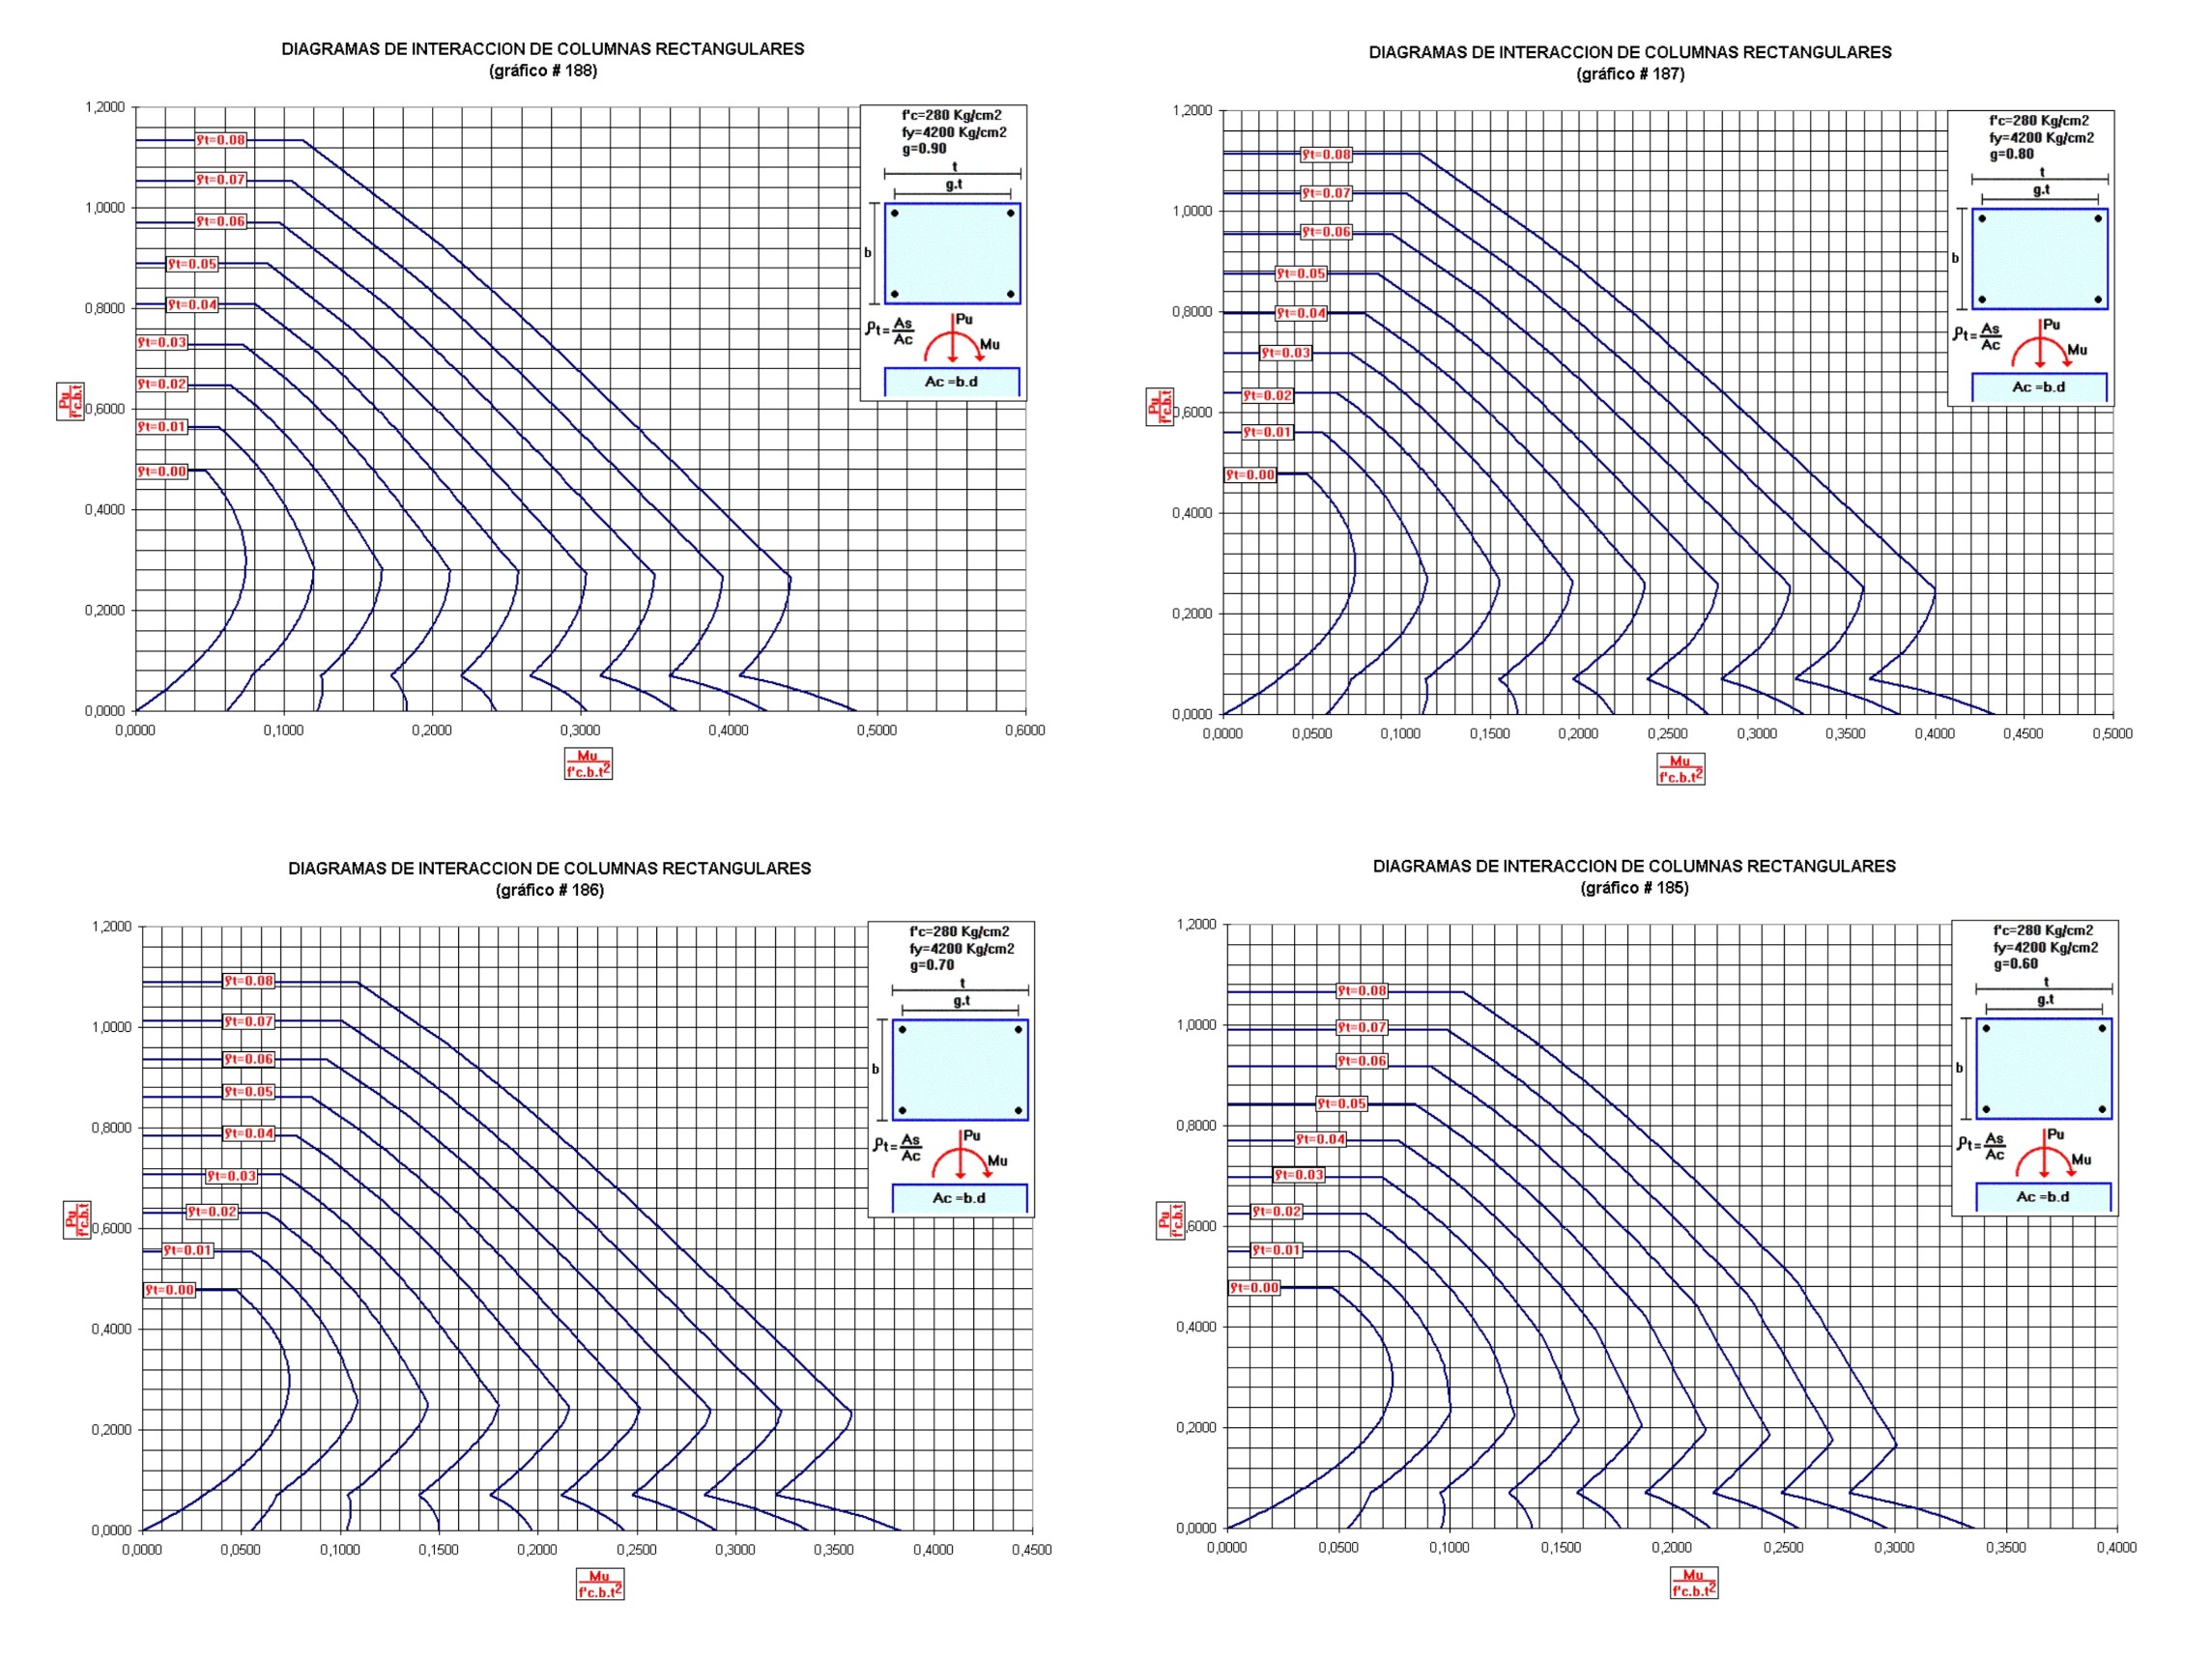 DIAGRAMAS DE INTERACCION DE COLUMNAS RECTANGULARES
(gráfico # 188)
1,2000
1,0000
0,8000
0,6000
0,4000
0,2000
0,0000
Pu
f'c.b.t
ϱt=0.08
ϱt=0.07
ϱt=0.06
ϱt=0.05
ϱt=0.04
ϱt=0.03
ϱt=0.02
ϱt=0.01
ϱt=0.00
0,0000 0,1000 0,2000 0,3000 0,4000 0,5000 0,6000
Mu
f'c.b.t2
f'c=280 Kg/cm2
fy=4200 Kg/cm2
g=0.90
t
g.t
b
ρt=As
Ac
Pu
Mu
Ac =b.d
DIAGRAMAS DE INTERACCION DE COLUMNAS RECTANGULARES
(gráfico # 187)
1,2000
1,0000
0,8000
0,6000
0,4000
0,2000
0,0000
Pu
f'c.b.t
ϱt=0.08
ϱt=0.07
ϱt=0.06
ϱt=0.05
ϱt=0.04
ϱt=0.03
ϱt=0.02
ϱt=0.01
ϱt=0.00
0,0000 0,0500 0,1000 0,1500 0,2000 0,2500 0,3000 0,3500 0,4000 0,4500 0,5000
Mu
f'c.b.t2
f'c=280 Kg/cm2
fy=4200 Kg/cm2
g=0.80
t
g.t
b
ρt=As
Ac
Pu
Mu
Ac =b.d
DIAGRAMAS DE INTERACCION DE COLUMNAS RECTANGULARES
(gráfico # 186)
1,2000
1,0000
0,8000
0,6000
0,4000
0,2000
0,0000
Pu
f'c.b.t
ϱt=0.08
ϱt=0.07
ϱt=0.06
ϱt=0.05
ϱt=0.04
ϱt=0.03
ϱt=0.02
ϱt=0.01
ϱt=0.00
0,0000 0,0500 0,1000 0,1500 0,2000 0,2500 0,3000 0,3500 0,4000 0,4500
Mu
f'c.b.t2
f'c=280 Kg/cm2
fy=4200 Kg/cm2
g=0.70
t
g.t
b
ρt=As
Ac
Pu
Mu
Ac =b.d
DIAGRAMAS DE INTERACCION DE COLUMNAS RECTANGULARES
(gráfico # 185)
1,2000
1,0000
0,8000
0,6000
0,4000
0,2000
0,0000
Pu
f'c.b.t
ϱt=0.08
ϱt=0.07
ϱt=0.06
ϱt=0.05
ϱt=0.04
ϱt=0.03
ϱt=0.02
ϱt=0.01
ϱt=0.00
0,0000 0,0500 0,1000 0,1500 0,2000 0,2500 0,3000 0,3500 0,4000
Mu
f'c.b.t2
f'c=280 Kg/cm2
fy=4200 Kg/cm2
g=0.60
t
g.t
b
ρt=As
Ac
Pu
Mu
Ac =b.d